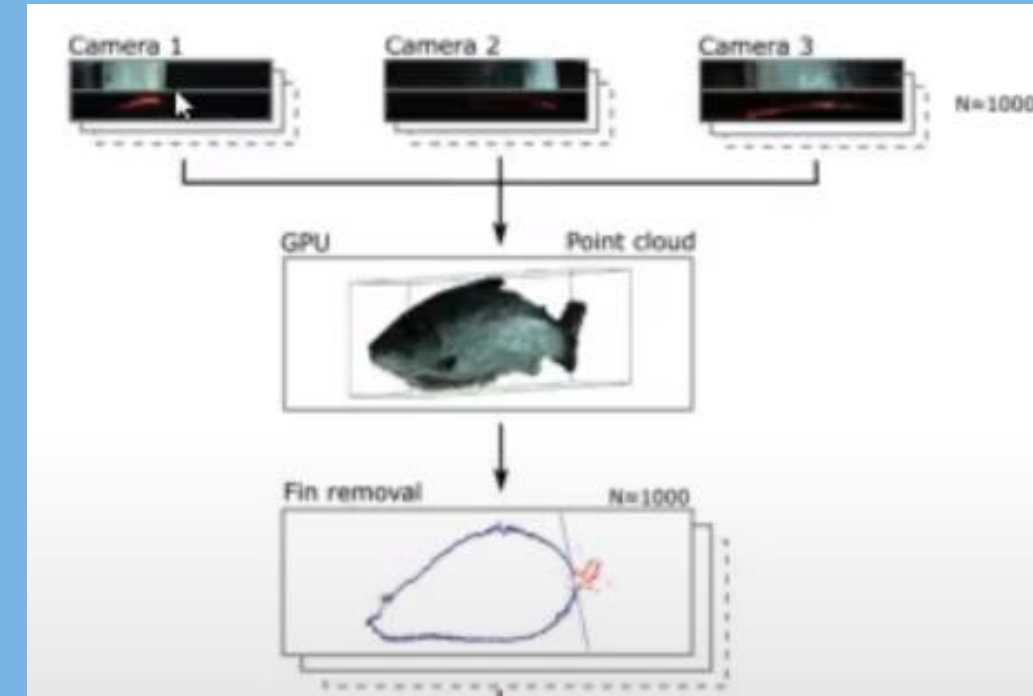 Camera 1 Camera 2 Camera 3
N≈1000
GPU Point cloud
Fin removal N≈1000